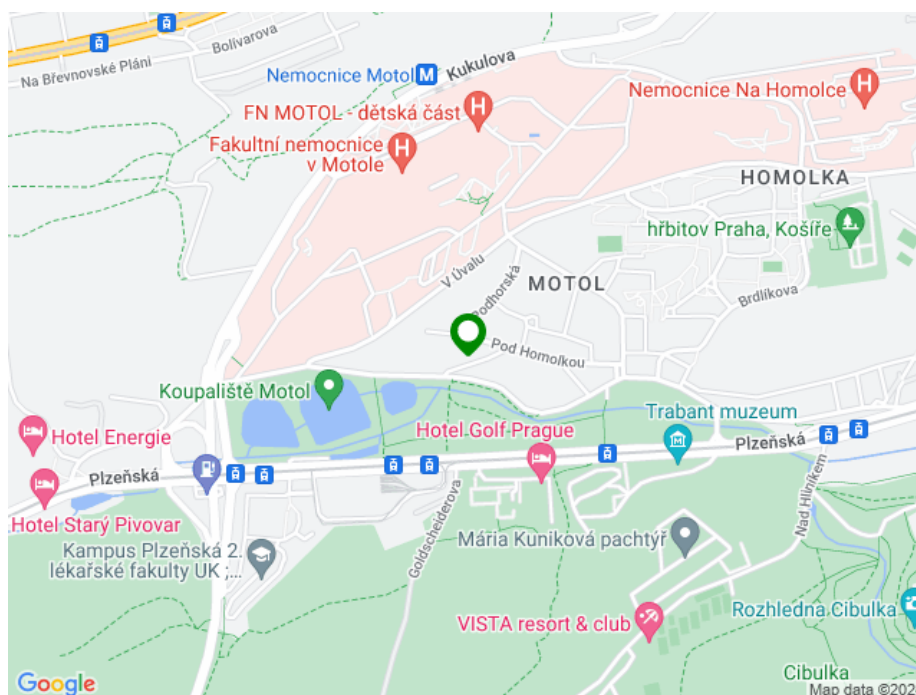 Bolívarova
Na Břevnovské Pláni
Nemocnice Motol
M
Kukulova
FN MOTOL - dětská část
H
Fakultní nemocnice
v Motole
H
Nemocnice Na Homolce
H
HOMOLKA
hřbitov Praha, Košíře
V Úvalu
Podhorská
MOTOL
Brdlíkova
Pod Homolkou
Koupaliště Motol
Hotel Energie
Hotel Golf Prague
Trabant muzeum
Plzeňská
Plzeňská
Hotel Starý Pivovar
Goldscheiderova
Nad Hliníkem
Kampus Plzeňská 2.
lékařské fakulty UK ;...
Mária Kuniková pachtýř
VISTA resort & club
Rozhledna Cibulka
Cibulka
Google
Map data ©202